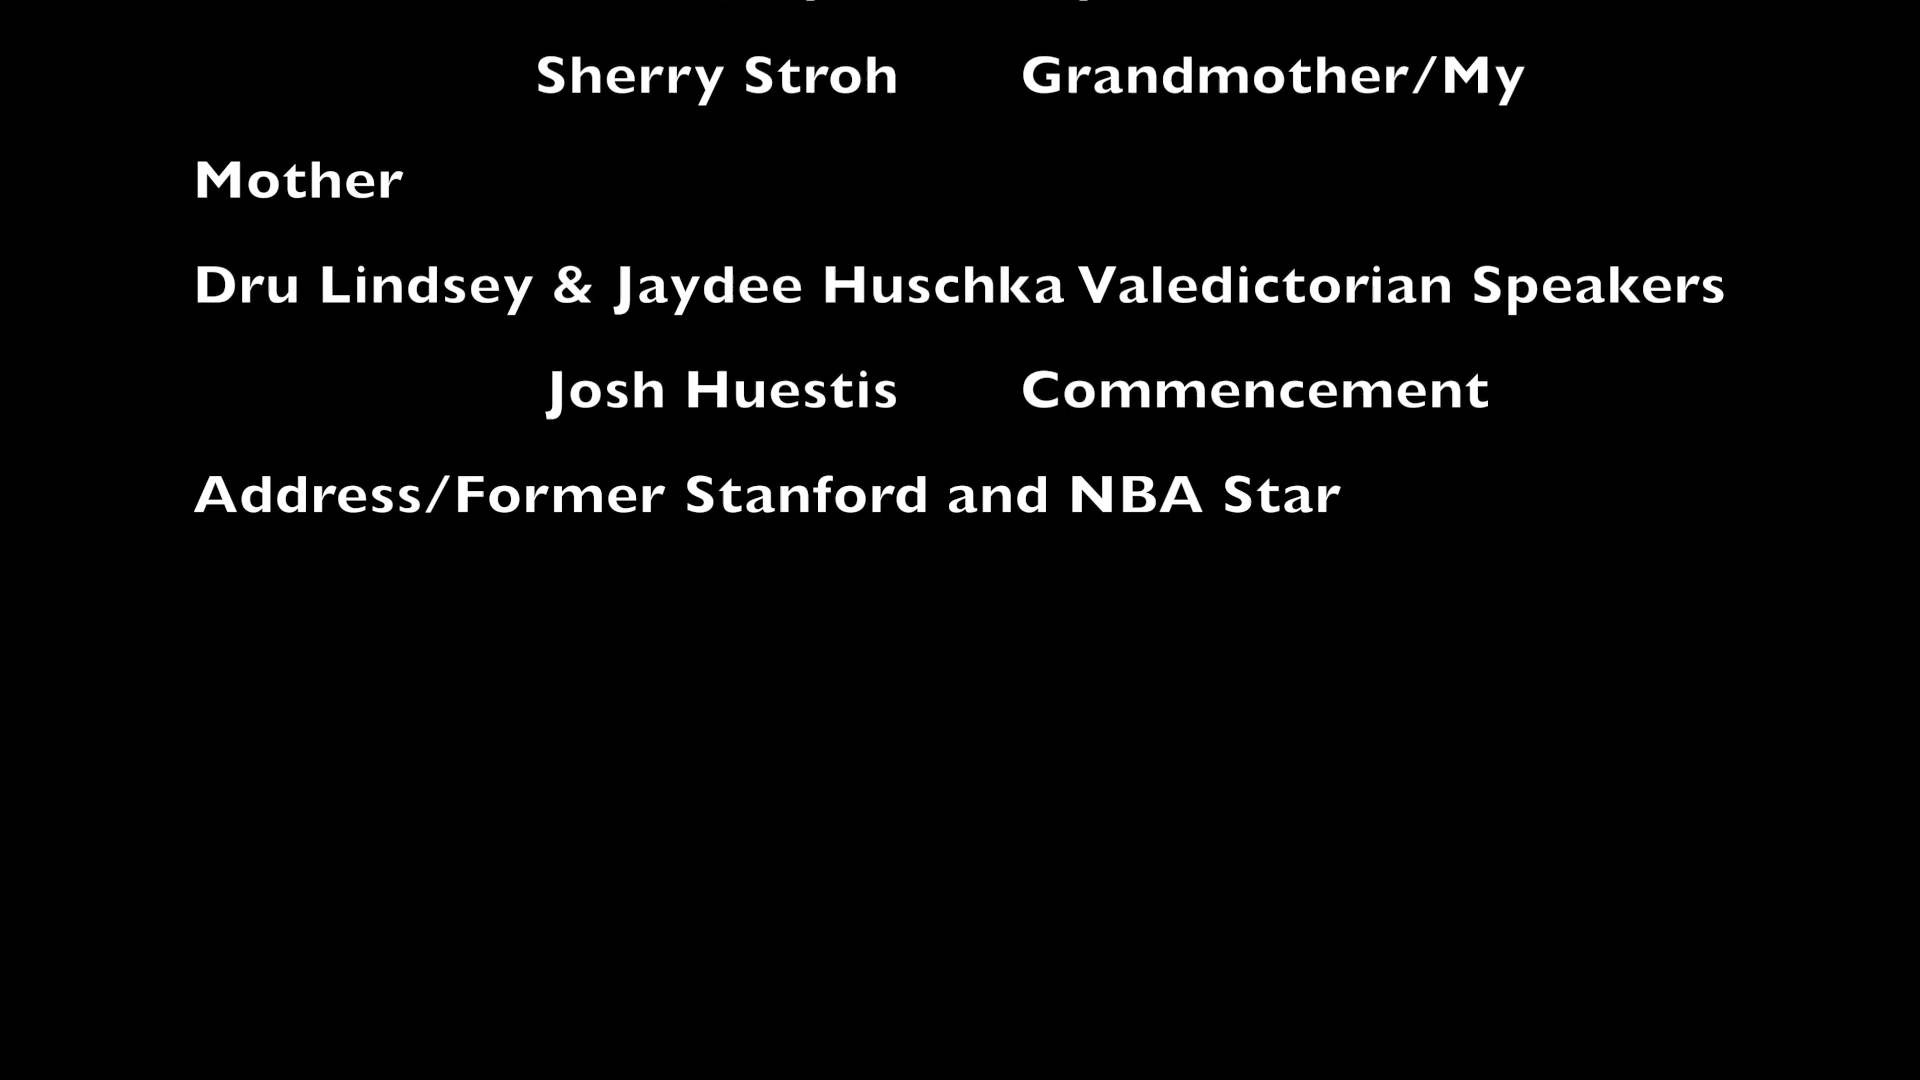 Sherry Stroh Grandmother/My
Mother
Dru Lindsey & Jaydee Huschka Valedictorian Speakers
Josh Huestis Commencement
Address/Former Stanford and NBA Star